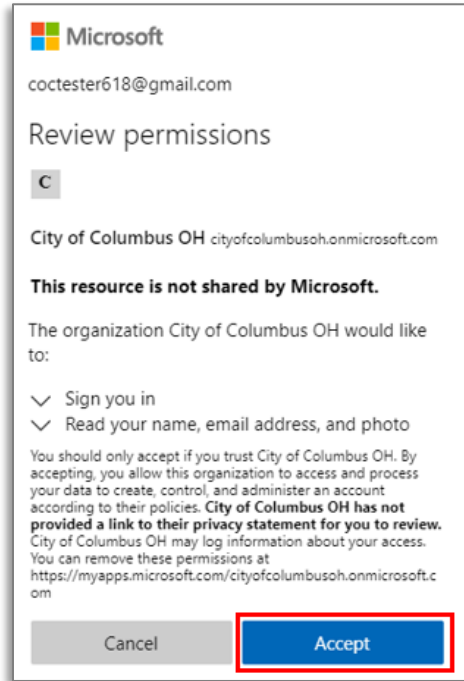 Microsoft
coctester618@gmail.com
Review permissions
C
City of Columbus OH cityofcolumbusoh.onmicrosoft.com
This resource is not shared by Microsoft.
The organization City of Columbus OH would like
to:
Sign you in
Read your name, email address, and photo
You should only accept if you trust City of Columbus OH. By
accepting, you allow this organization to access and process
your data to create, control, and administer an account
according to their policies. City of Columbus OH has not
provided a link to their privacy statement for you to review.
City of Columbus OH may log information about your access.
You can remove these permissions at
https://myapps.microsoft.com/cityofcolumbusoh.onmicrosoft.c
om
Cancel Accept